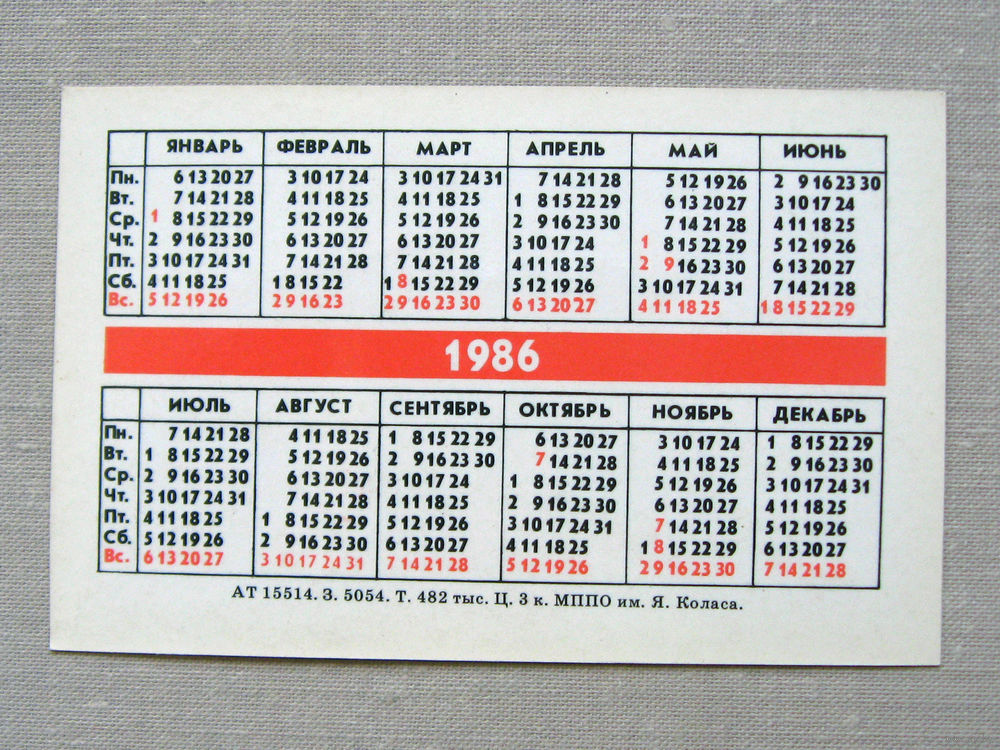 ЯНВАРЬ ФЕВРАЛЬ МАРТ АПРЕЛЬ МАЙ ИЮНЬ
Пн. 6 13 20 27 3 10 17 24 3 10 17 24 31 7 14 21 28 5 12 19 26 2 9 16 23 30
Вт. 7 14 21 28 4 11 18 25 4 11 18 25 1 8 15 22 29 6 13 20 27 3 10 17 24
Ср. 1 8 15 22 29 5 12 19 26 5 12 19 26 2 9 16 23 30 7 14 21 28 4 11 18 25
Чт. 2 9 16 23 30 6 13 20 27 6 13 20 27 3 10 17 24 1 8 15 22 29 5 12 19 26
Пт. 3 10 17 24 31 7 14 21 28 7 14 21 28 4 11 18 25 2 9 16 23 30 6 13 20 27
Сб. 4 11 18 25 1 8 15 22 1 8 15 22 29 5 12 19 26 3 10 17 24 31 7 14 21 28
Вс. 5 12 19 26 2 9 16 23 2 9 16 23 30 6 13 20 27 4 11 18 25 1 8 15 22 29
1986
ИЮЛЬ АВГУСТ СЕНТЯБРЬ ОКТЯБРЬ НОЯБРЬ ДЕКАБРЬ
Пн. 7 14 21 28 4 11 18 25 1 8 15 22 29 6 13 20 27 3 10 17 24 1 8 15 22 29
Вт. 1 8 15 22 29 5 12 19 26 2 9 16 23 30 7 14 21 28 4 11 18 25 2 9 16 23 30
Ср. 2 9 16 23 30 6 13 20 27 3 10 17 24 1 8 15 22 29 5 12 19 26 3 10 17 24 31
Чт. 3 10 17 24 31 7 14 21 28 4 11 18 25 2 9 16 23 30 6 13 20 27 4 11 18 25
Пт. 4 11 18 25 1 8 15 22 29 5 12 19 26 3 10 17 24 31 7 14 21 28 5 12 19 26
Сб. 5 12 19 26 2 9 16 23 30 6 13 20 27 4 11 18 25 1 8 15 22 29 6 13 20 27
Вс. 6 13 20 27 3 10 17 24 31 7 14 21 28 5 12 19 26 2 9 16 23 30 7 14 21 28
АТ 15514. З. 5054. Т. 482 тыс. Ц. 3 к. МППО им. Я. Коласа.